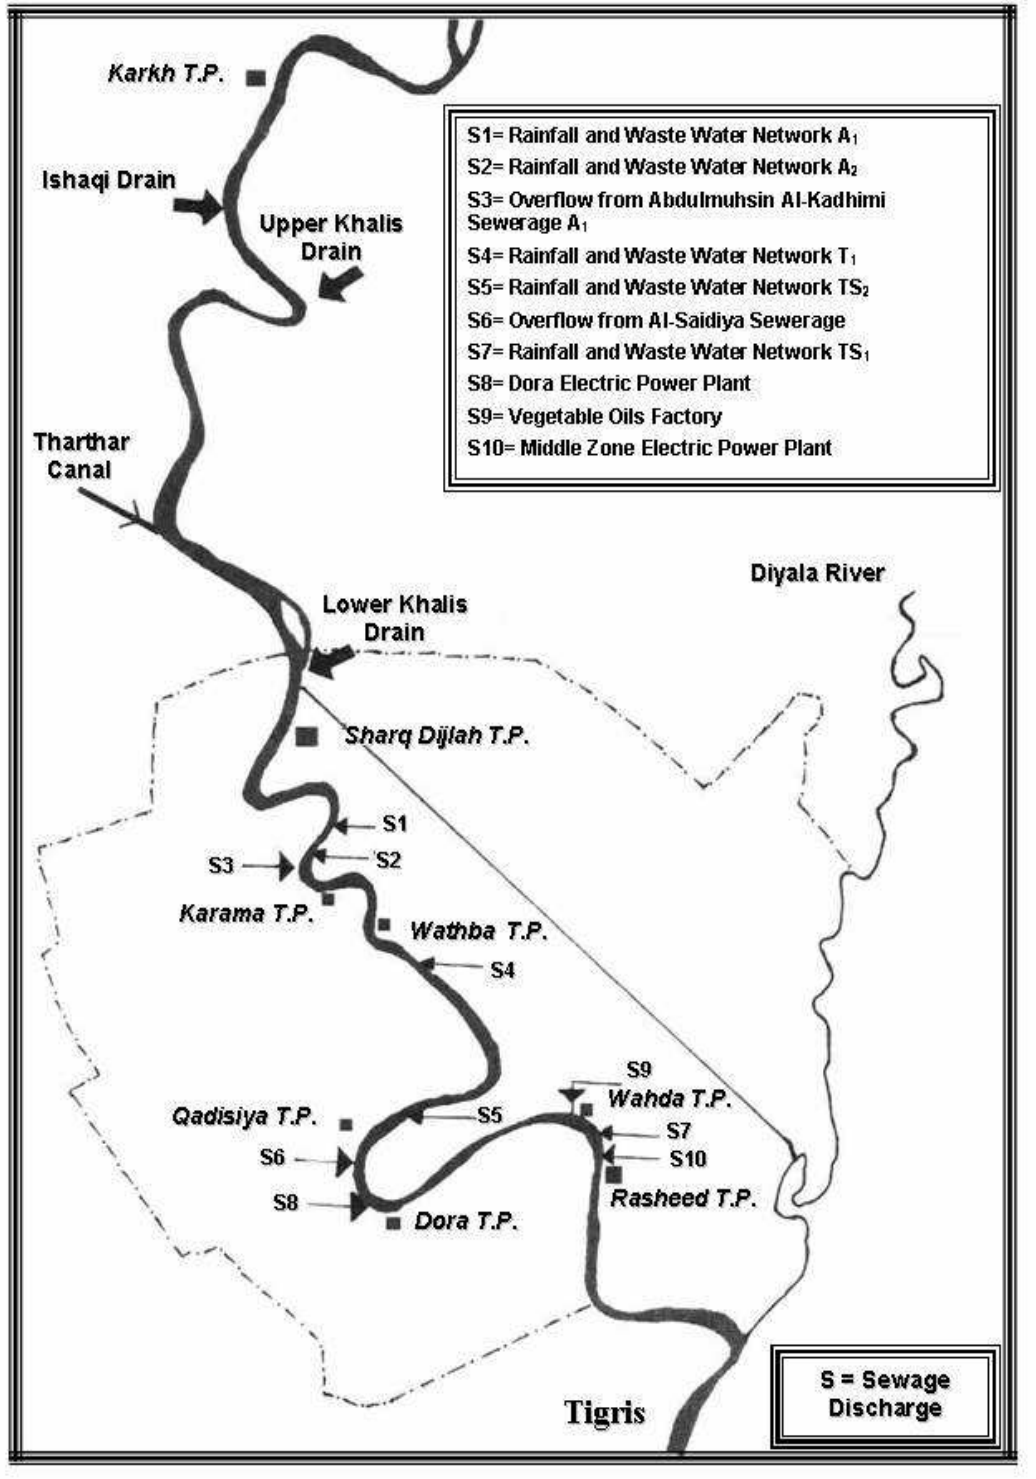 Karkh T.P.
S1= Rainfall and Waste Water Network A₁
S2= Rainfall and Waste Water Network A₂
S3= Overflow from Abdulmuhsin Al-Kadhimi
Sewerage A₁
S4= Rainfall and Waste Water Network T₁
S5= Rainfall and Waste Water Network TS₂
S6= Overflow from Al-Saidiya Sewerage
S7= Rainfall and Waste Water Network TS₁
S8= Dora Electric Power Plant
S9= Vegetable Oils Factory
S10= Middle Zone Electric Power Plant
Ishaqi Drain
Upper Khalis
Drain
Tharthar
Canal
Diyala River
Lower Khalis
Drain
Sharq Dijlah T.P.
S1
S2
S3
Karama T.P.
Wathba T.P.
S4
S9
Wahda T.P.
Qadisiya T.P.
S5
S7
S6
S10
Rasheed T.P.
S8
Dora T.P.
S = Sewage
Discharge
Tigris